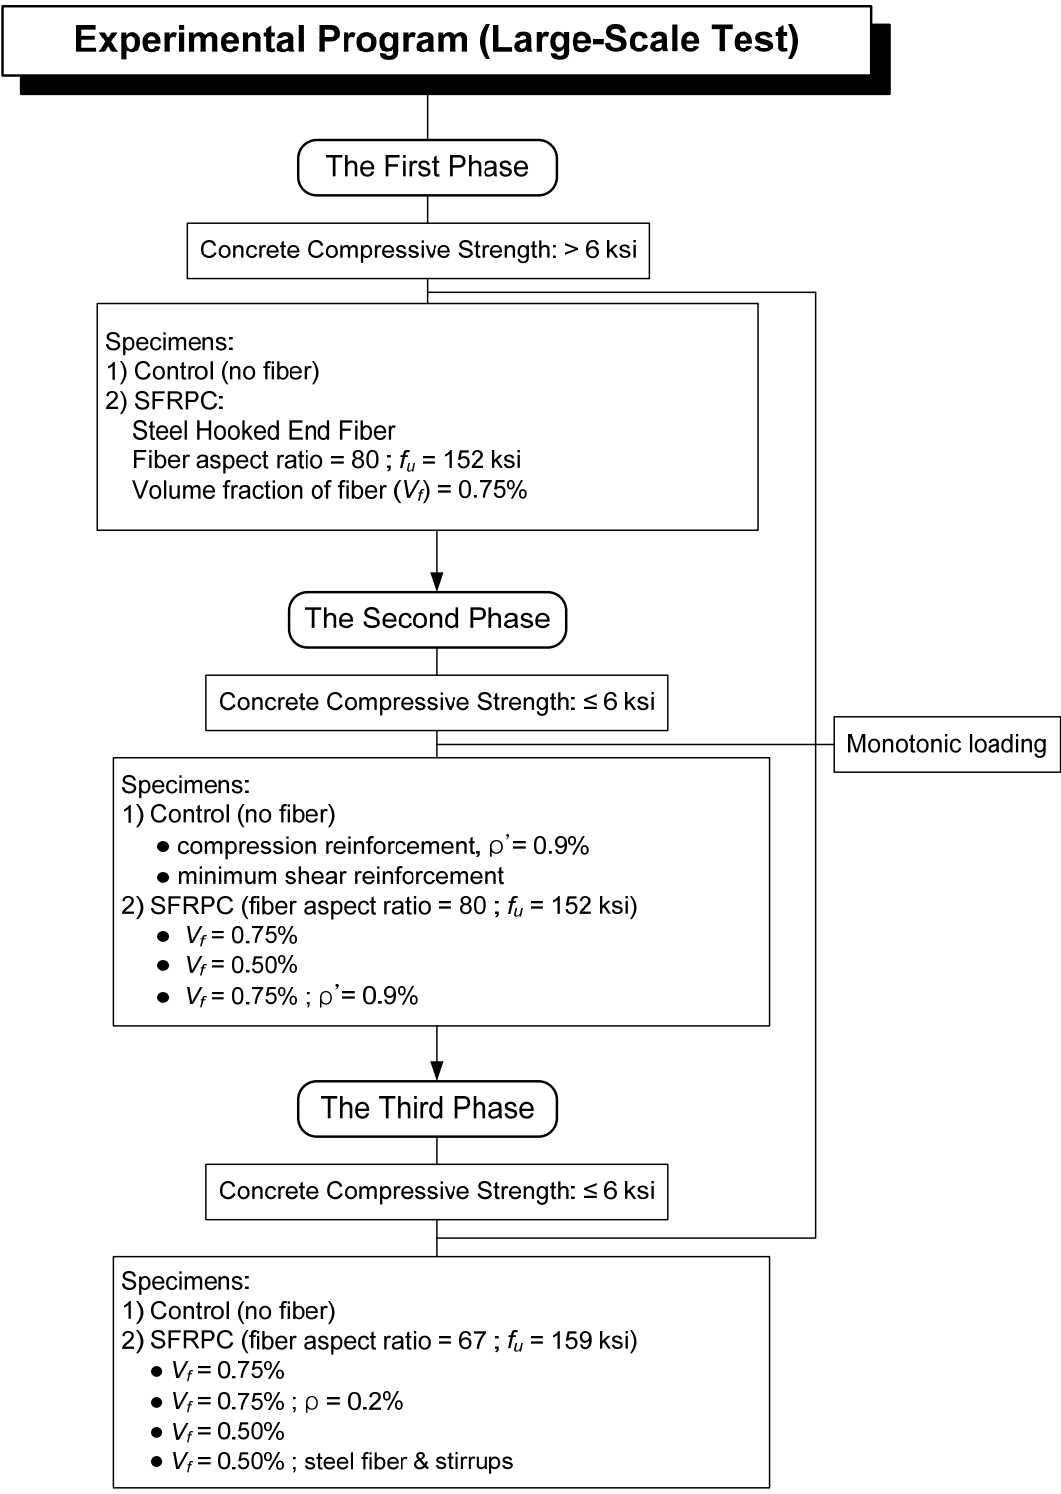 Experimental Program (Large-Scale Test)
The First Phase
Concrete Compressive Strength: > 6 ksi
Specimens:
1) Control (no fiber)
2) SFRPC:
Steel Hooked End Fiber
Fiber aspect ratio = 80 ; fu = 152 ksi
Volume fraction of fiber (Vf) = 0.75%
The Second Phase
Concrete Compressive Strength: ≤ 6 ksi
Monotonic loading
Specimens:
1) Control (no fiber)
● compression reinforcement, ρ’= 0.9%
● minimum shear reinforcement
2) SFRPC (fiber aspect ratio = 80 ; fu = 152 ksi)
● Vf = 0.75%
● Vf = 0.50%
● Vf = 0.75% ; ρ’= 0.9%
The Third Phase
Concrete Compressive Strength: ≤ 6 ksi
Specimens:
1) Control (no fiber)
2) SFRPC (fiber aspect ratio = 67 ; fu = 159 ksi)
● Vf = 0.75%
● Vf = 0.75% ; ρ = 0.2%
● Vf = 0.50%
● Vf = 0.50% ; steel fiber & stirrups